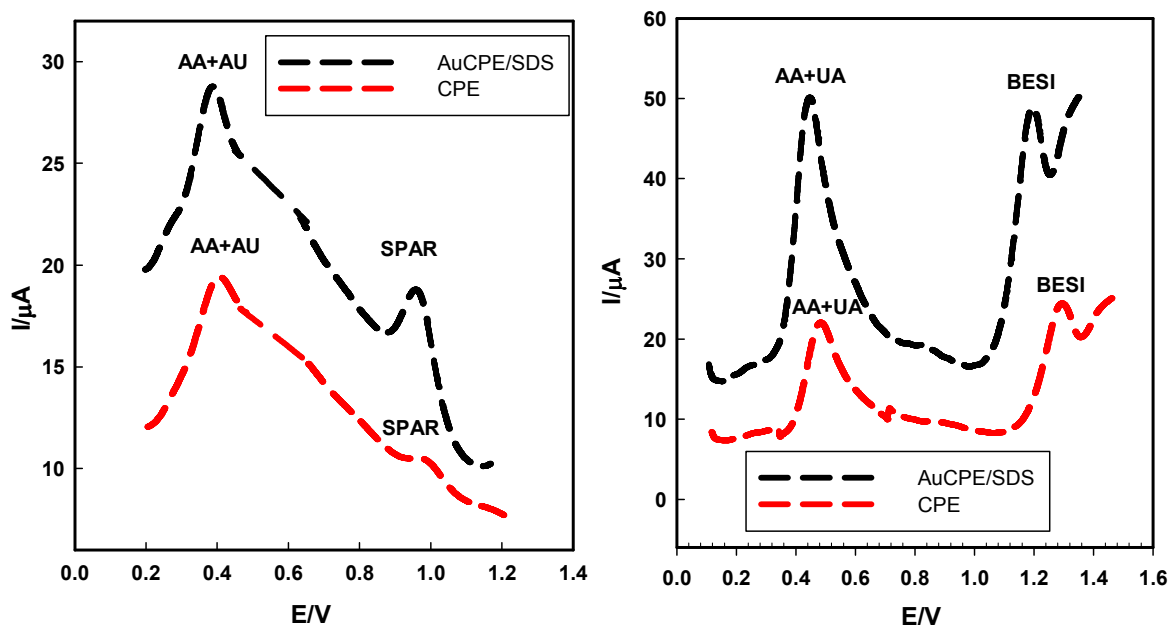 30
25
20
15
10
I/μA
AA+AU
AuCPE/SDS
CPE
AA+AU
SPAR
SPAR
0.0 0.2 0.4 0.6 0.8 1.0 1.2 1.4
E/V
60
50
40
30
20
10
0
I/μA
AA+UA
BESI
AA+UA
BESI
AuCPE/SDS
CPE
0.0 0.2 0.4 0.6 0.8 1.0 1.2 1.4 1.6
E/V